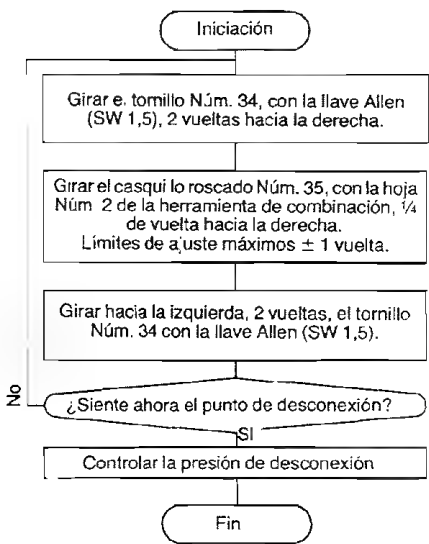 Iniciación
Girar e. tornillo Núm. 34, con la llave Allen
(SW 1,5), 2 vueltas hacia la derecha.
Girar el casqui lo roscado Núm. 35, con la hoja
Núm 2 de la herramienta de combinación, ¼
de vuelta hacia la derecha.
Límites de ajuste máximos ± 1 vuelta.
Girar hacia la izquierda, 2 vueltas, el tornillo
Núm. 34 con la llave Allen (SW 1,5).
No
¿Siente ahora el punto de desconexión?
SI
Controlar la presión de desconexión
Fin